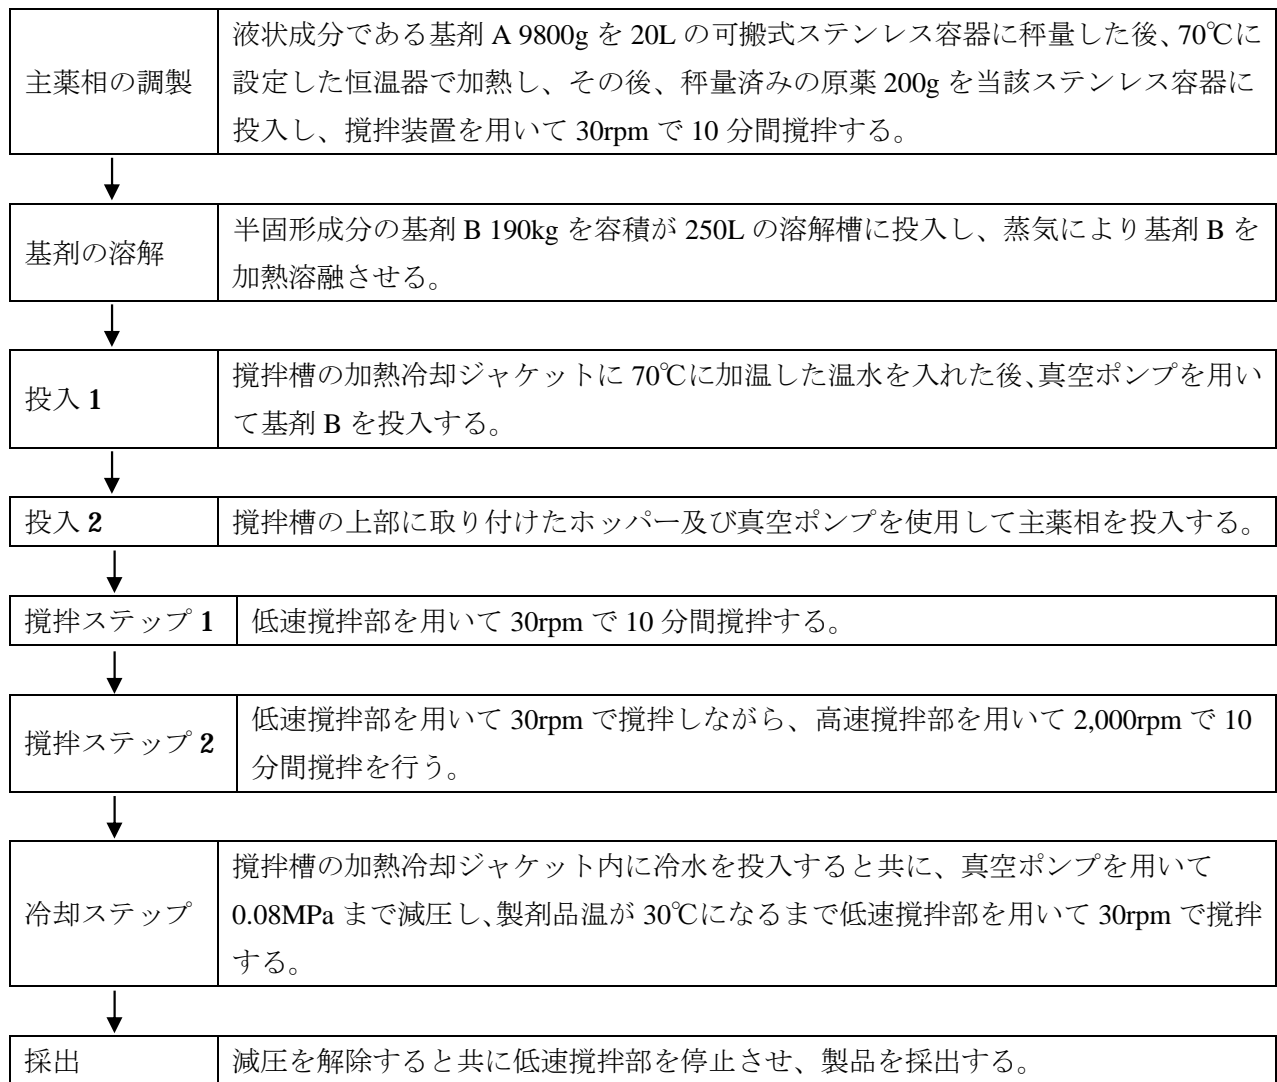 主薬相の調製
液状成分である基剤 A 9800g を 20L の可搬式ステンレス容器に秤量した後、70℃に
設定した恒温器で加熱し、その後、秤量済みの原薬 200g を当該ステンレス容器に
投入し、撹拌装置を用いて 30rpm で 10 分間撹拌する。
基剤の溶解
半固形成分の基剤 B 190kg を容積が 250L の溶解槽に投入し、蒸気により基剤 B を
加熱溶融させる。
投入 1
撹拌槽の加熱冷却ジャケットに 70℃に加温した温水を入れた後、真空ポンプを用い
て基剤 B を投入する。
投入 2
撹拌槽の上部に取り付けたホッパー及び真空ポンプを使用して主薬相を投入する。
撹拌ステップ 1
低速撹拌部を用いて 30rpm で 10 分間撹拌する。
撹拌ステップ 2
低速撹拌部を用いて 30rpm で撹拌しながら、高速撹拌部を用いて 2,000rpm で 10
分間撹拌を行う。
冷却ステップ
撹拌槽の加熱冷却ジャケット内に冷水を投入すると共に、真空ポンプを用いて
0.08MPa まで減圧し、製剤品温が 30℃になるまで低速撹拌部を用いて 30rpm で撹拌
する。
採出
減圧を解除すると共に低速撹拌部を停止させ、製品を採出する。